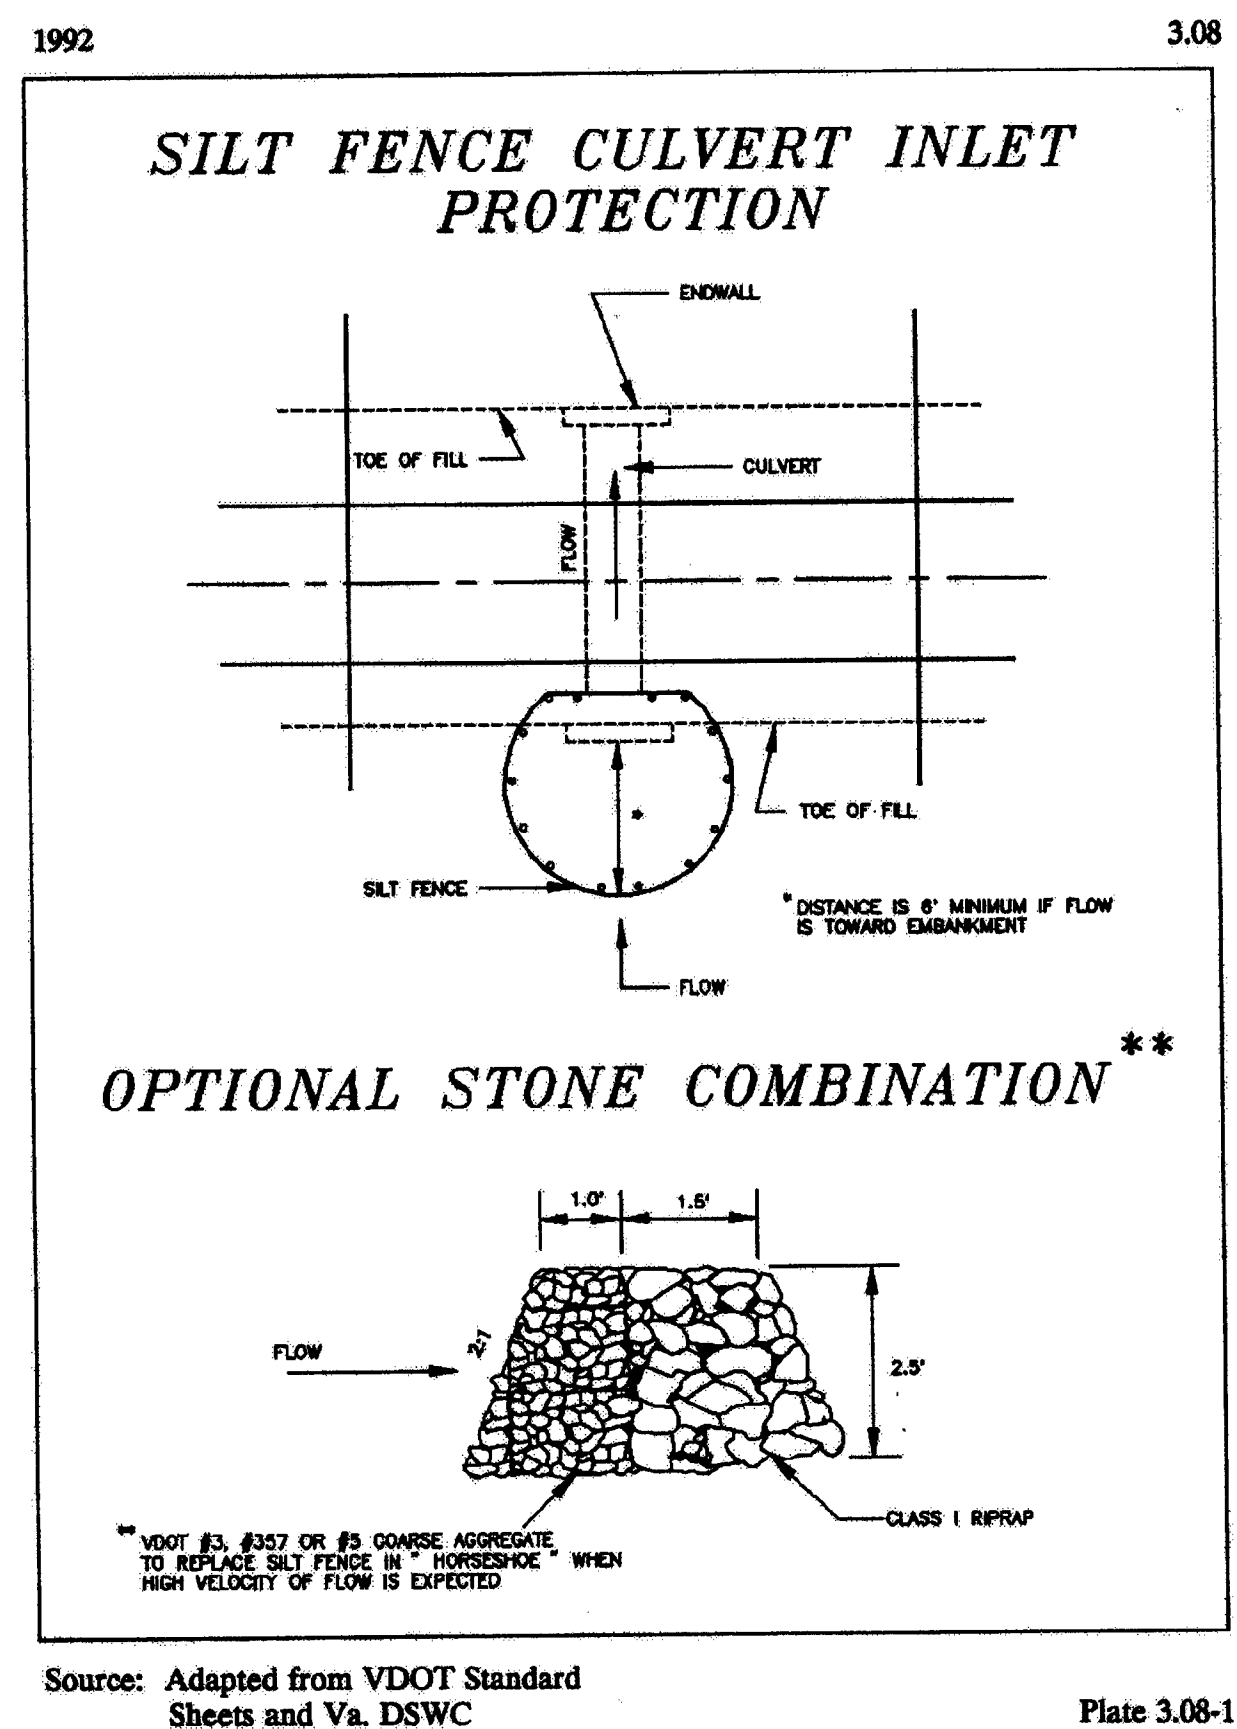 1992
3.08
SILT FENCE CULVERT INLET
PROTECTION
ENDWALL
TOE OF FILL
CULVERT
FLOW
TOE OF FILL
*
SILT FENCE
* DISTANCE IS 6' MINIMUM IF FLOW
IS TOWARD EMBANKMENT
FLOW
OPTIONAL STONE COMBINATION**
1.0'
1.5'
FLOW
2:1
2.5'
CLASS I RIPRAP
** VDOT #3, #357 OR #5 COARSE AGGREGATE
TO REPLACE SILT FENCE IN " HORSESHOE " WHEN
HIGH VELOCITY OF FLOW IS EXPECTED
Source: Adapted from VDOT Standard
Sheets and Va. DSWC
Plate 3.08-1